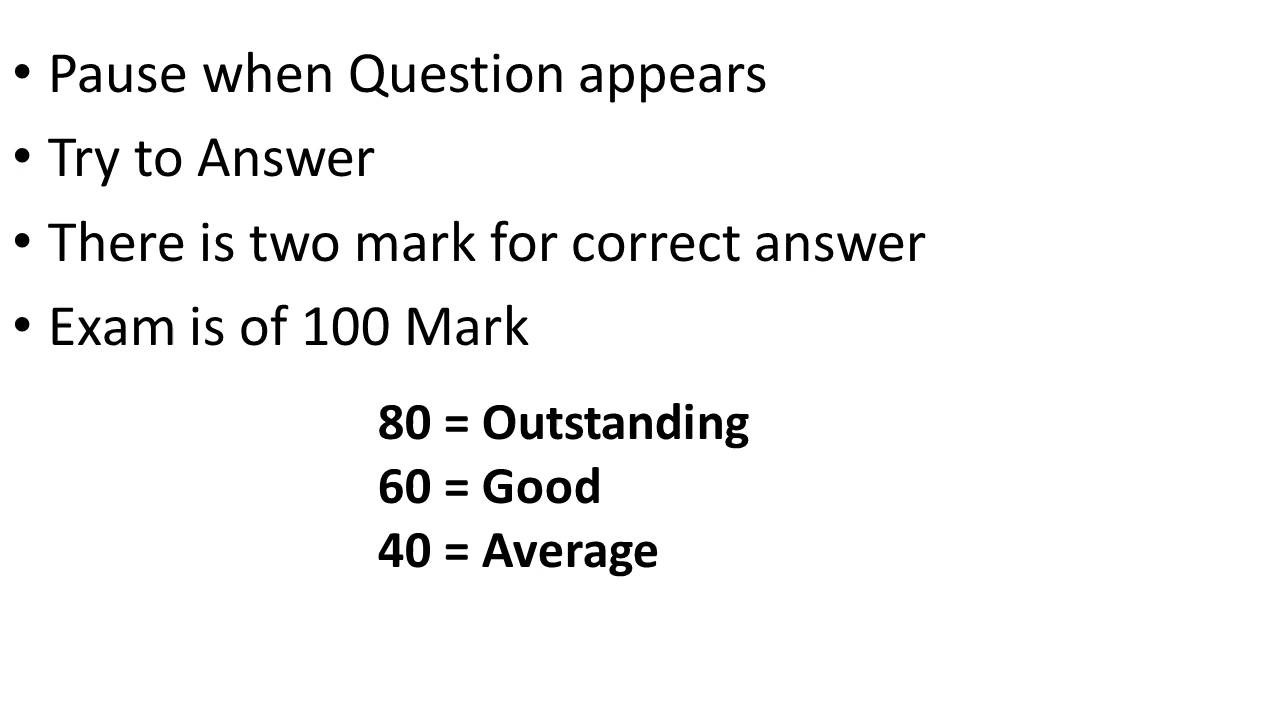 • Pause when Question appears
• Try to Answer
• There is two mark for correct answer
• Exam is of 100 Mark
80 = Outstanding
60 = Good
40 = Average